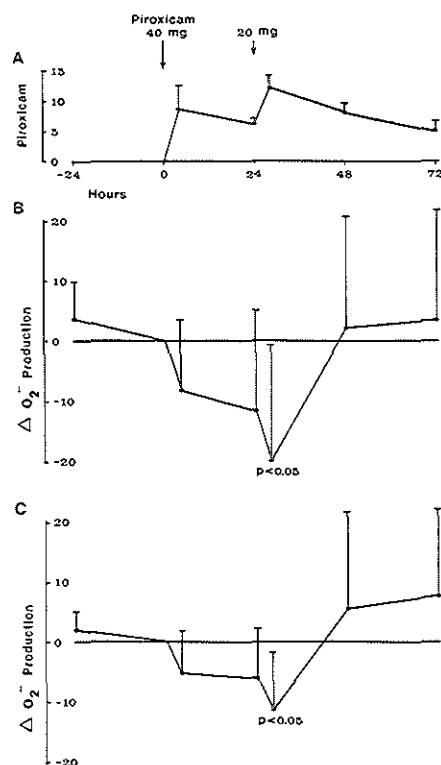 Piroxicam
40 mg 20 mg
A
15
10
5
0
Piroxicam
-24 0 24 48 72
Hours
B
20
10
0
-10
-20
Δ O₂⁻ Production
p<0.05
C
20
10
0
-10
-20
Δ O₂⁻ Production
p<0.05